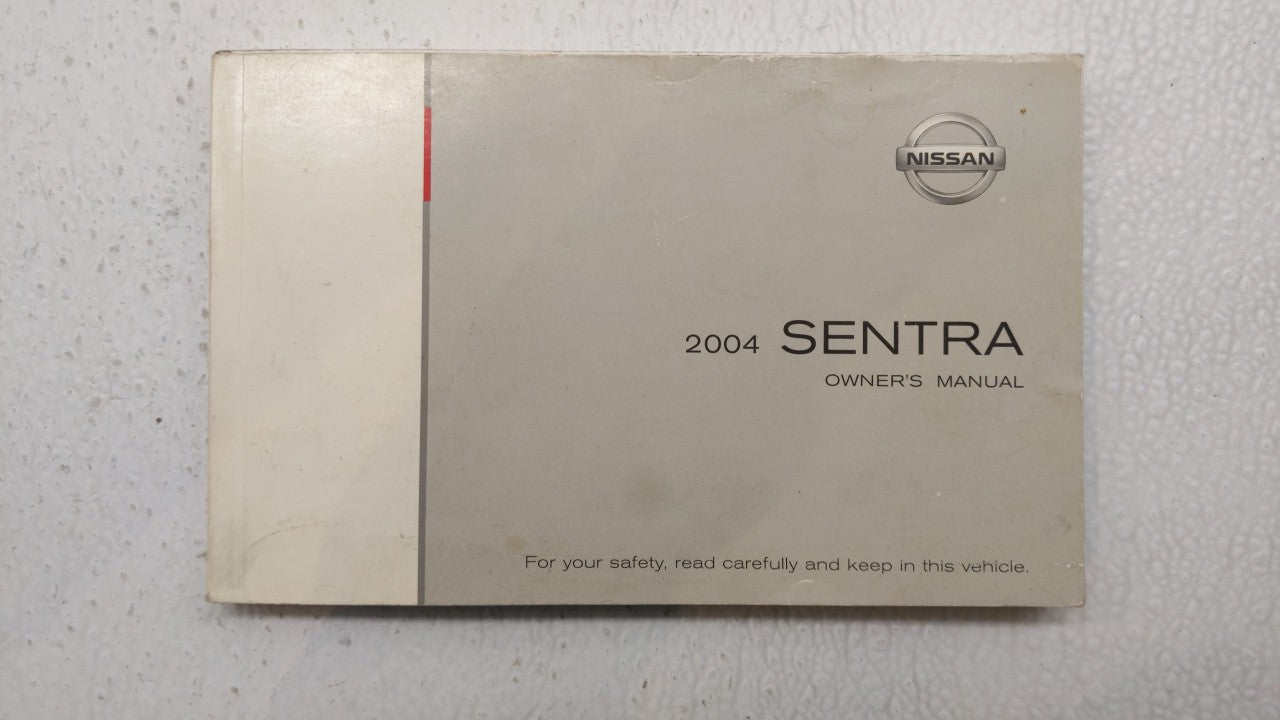 NISSAN
2004 SENTRA
OWNER'S MANUAL
For your safety, read carefully and keep in this vehicle.